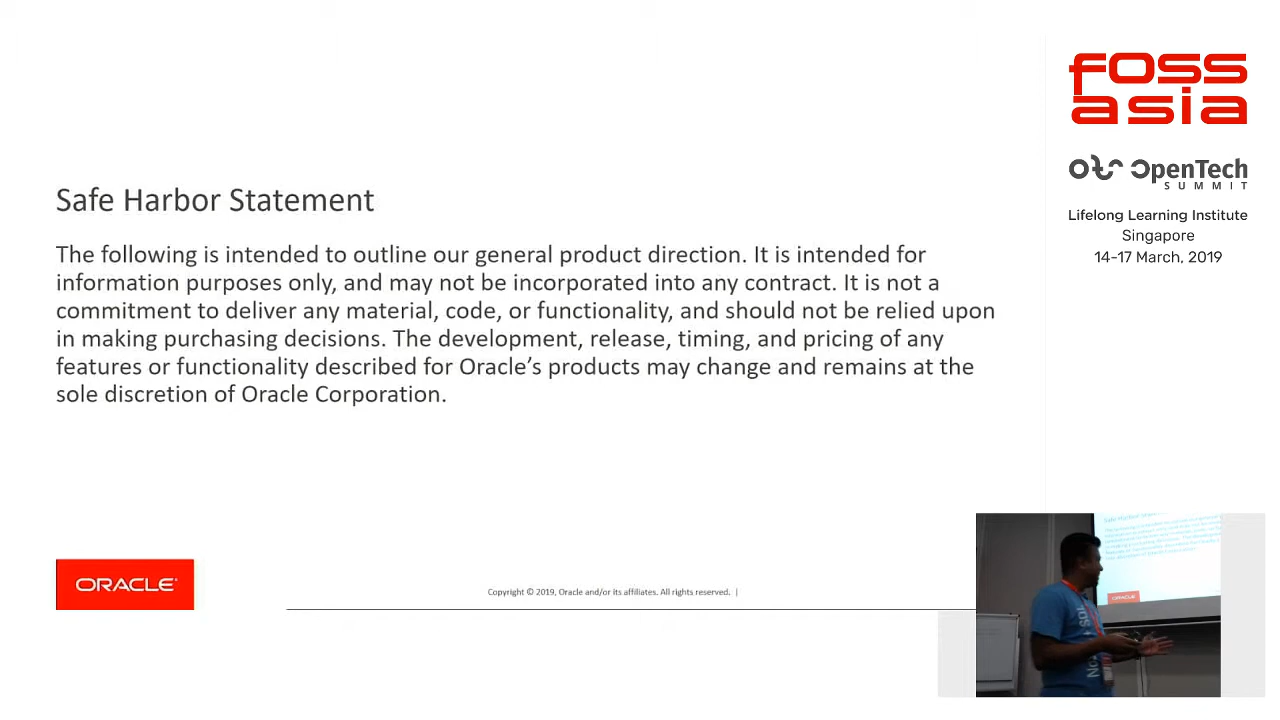 Safe Harbor Statement
The following is intended to outline our general product direction. It is intended for
information purposes only, and may not be incorporated into any contract. It is not a
commitment to deliver any material, code, or functionality, and should not be relied upon
in making purchasing decisions. The development, release, timing, and pricing of any
features or functionality described for Oracle’s products may change and remains at the
sole discretion of Oracle Corporation.
ORACLE
Copyright © 2019, Oracle and/or its affiliates. All rights reserved. |
foss
asia
OpenTech
SUMMIT
Lifelong Learning Institute
Singapore
14-17 March, 2019
ORACLE